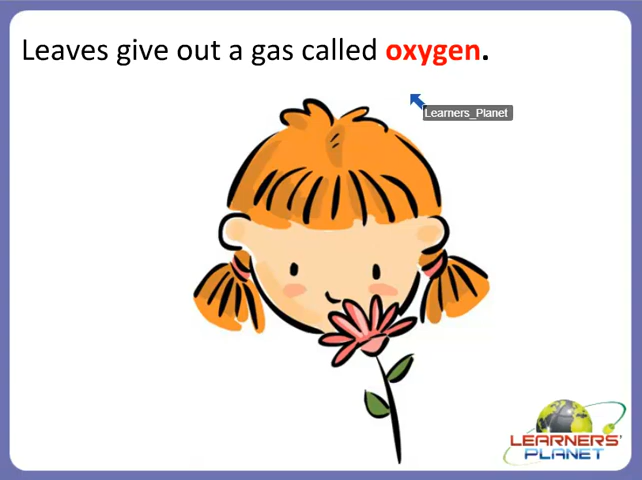 Leaves give out a gas called oxygen.
Learners_Planet
LEARNERS'
PLANET